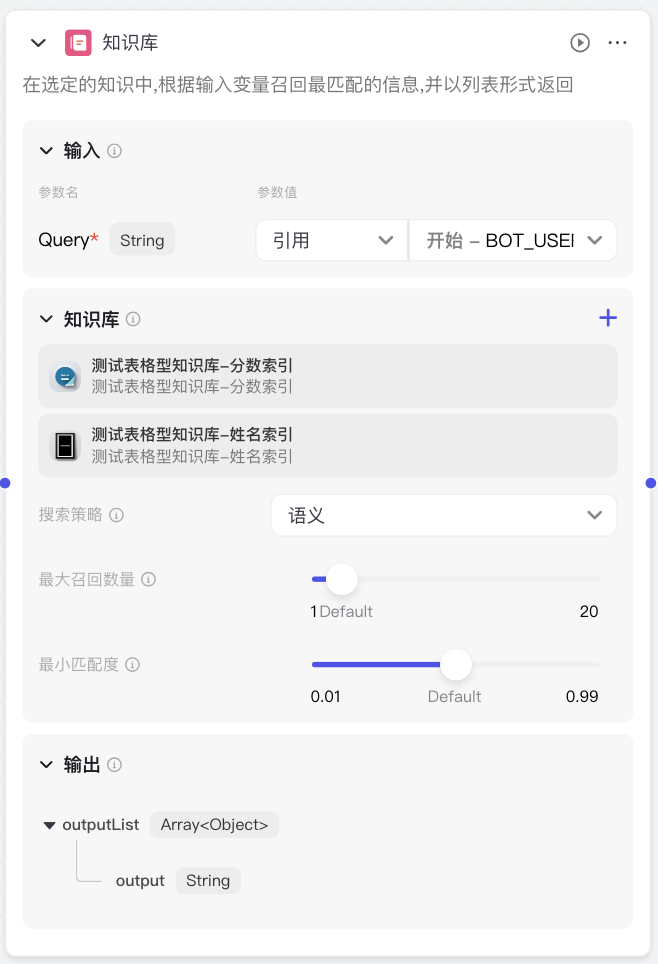 知识库
在选定的知识中,根据输入变量召回最匹配的信息,并以列表形式返回
输入
参数名 参数值
Query* String 引用 开始 – BOT_USE
知识库
测试表格型知识库–分数索引
测试表格型知识库–分数索引
测试表格型知识库–姓名索引
测试表格型知识库–姓名索引
搜索策略 语义
最大召回数量
1 Default 20
最小匹配度
0.01 Default 0.99
输出
outputList Array<Object>
output String